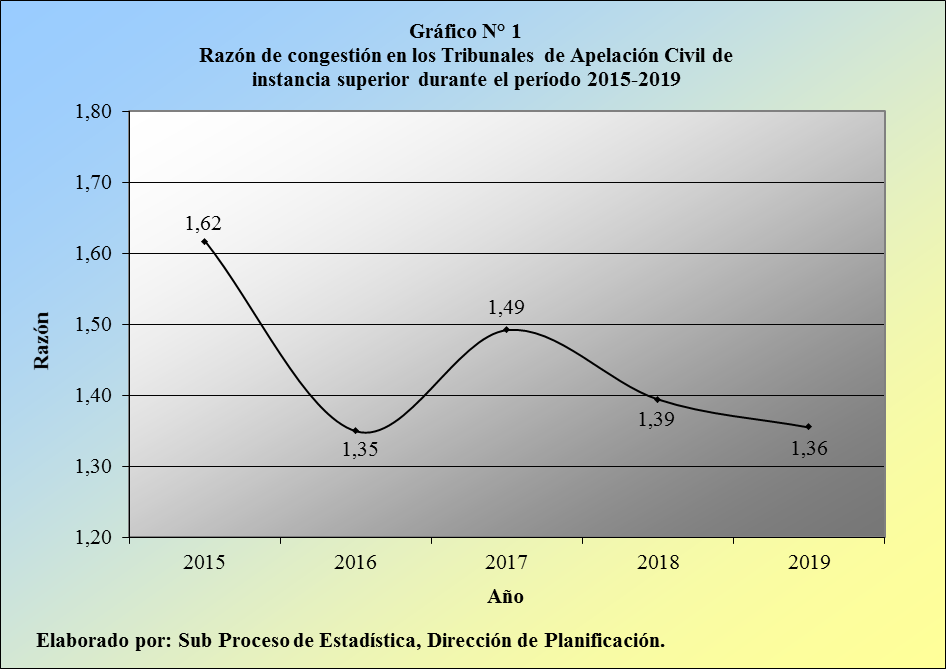 Gráfico N° 1
Razón de congestión en los Tribunales de Apelación Civil de
instancia superior durante el período 2015-2019
1,80
1,70
1,60
1,50
1,40
1,30
1,20
Razón
1,62
1,35
1,49
1,39
1,36
2015 2016 2017 2018 2019
Año
Elaborado por: Sub Proceso de Estadística, Dirección de Planificación.